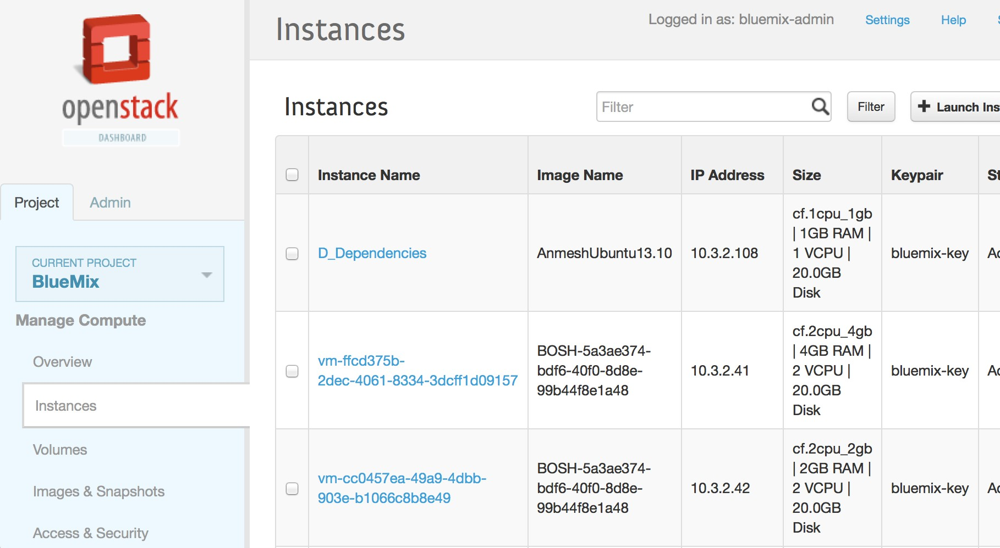 openstack
DASHBOARD
Project
Admin
CURRENT PROJECT
BlueMix
Manage Compute
Overview
Instances
Volumes
Images & Snapshots
Access & Security
Instances
Logged in as: bluemix-admin
Settings
Help
Instances
Filter
Filter
Launch Ins
Instance Name
Image Name
IP Address
Size
Keypair
St
D_Dependencies
AnmeshUbuntu13.10
10.3.2.108
cf.1cpu_1gb
| 1GB RAM |
1 VCPU |
20.0GB
Disk
bluemix-key
Ac
vm-ffcd375b-
2dec-4061-8334-3dcff1d09157
BOSH-5a3ae374-
bdf6-40f0-8d8e-
99b44f8e1a48
10.3.2.41
cf.2cpu_4gb
| 4GB RAM |
2 VCPU |
20.0GB
Disk
bluemix-key
Ac
vm-cc0457ea-49a9-4dbb-
903e-b1066c8b8e49
BOSH-5a3ae374-
bdf6-40f0-8d8e-
99b44f8e1a48
10.3.2.42
cf.2cpu_2gb
| 2GB RAM |
2 VCPU |
20.0GB
Disk
bluemix-key
Ac